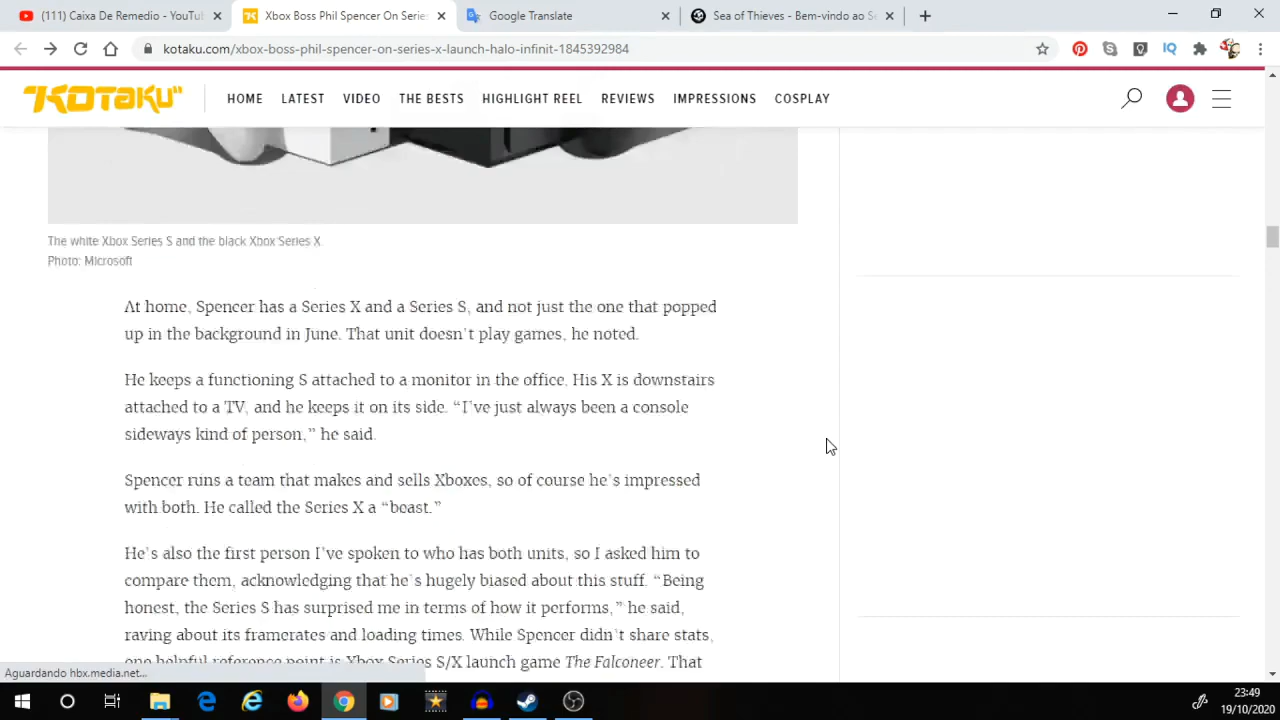 (111) Caixa De Remedio - YouTu
Xbox Boss Phil Spencer On Serie
Google Translate
Sea of Thieves - Bem-vindo ao Se
kotaku.com/xbox-boss-phil-spencer-on-series-x-launch-halo-infinit-1845392984
KOTAKU
HOME LATEST VIDEO THE BESTS HIGHLIGHT REEL REVIEWS IMPRESSIONS COSPLAY
The white Xbox Series S and the black Xbox Series X.
Photo: Microsoft
At home, Spencer has a Series X and a Series S, and not just the one that popped
up in the background in June. That unit doesn't play games, he noted.
He keeps a functioning S attached to a monitor in the office. His X is downstairs
attached to a TV, and he keeps it on its side. “I've just always been a console
sideways kind of person,” he said.
Spencer runs a team that makes and sells Xboxes, so of course he's impressed
with both. He called the Series X a “beast.”
He's also the first person I've spoken to who has both units, so I asked him to
compare them, acknowledging that he's hugely biased about this stuff. “Being
honest, the Series S has surprised me in terms of how it performs,” he said,
raving about its framerates and loading times. While Spencer didn't share stats,
one helpful reference point is Xbox Series S/X launch game The Falconeer. That
Aguardando hbx.media.net...
23:49
19/10/2020